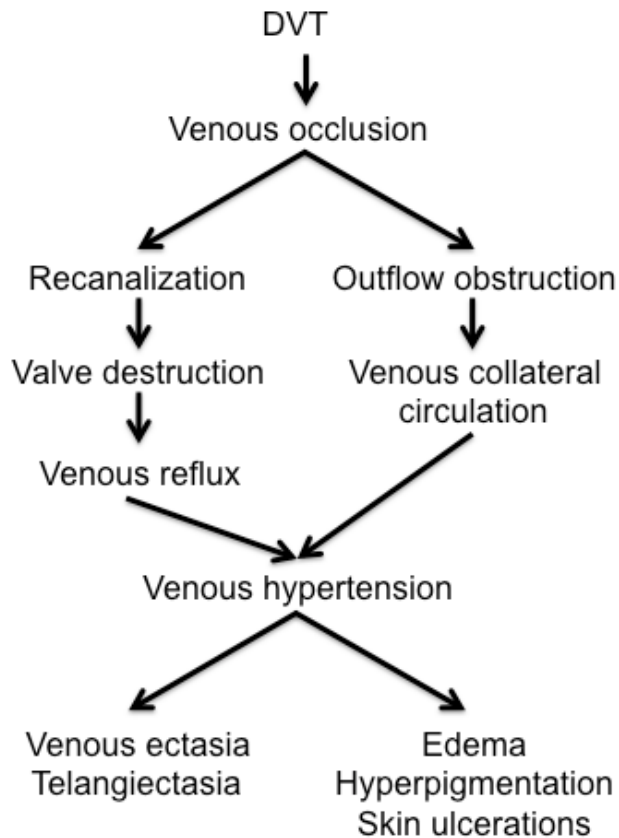 DVT
Venous occlusion
Recanalization
Outflow obstruction
Valve destruction
Venous collateral
circulation
Venous reflux
Venous hypertension
Venous ectasia
Telangiectasia
Edema
Hyperpigmentation
Skin ulcerations